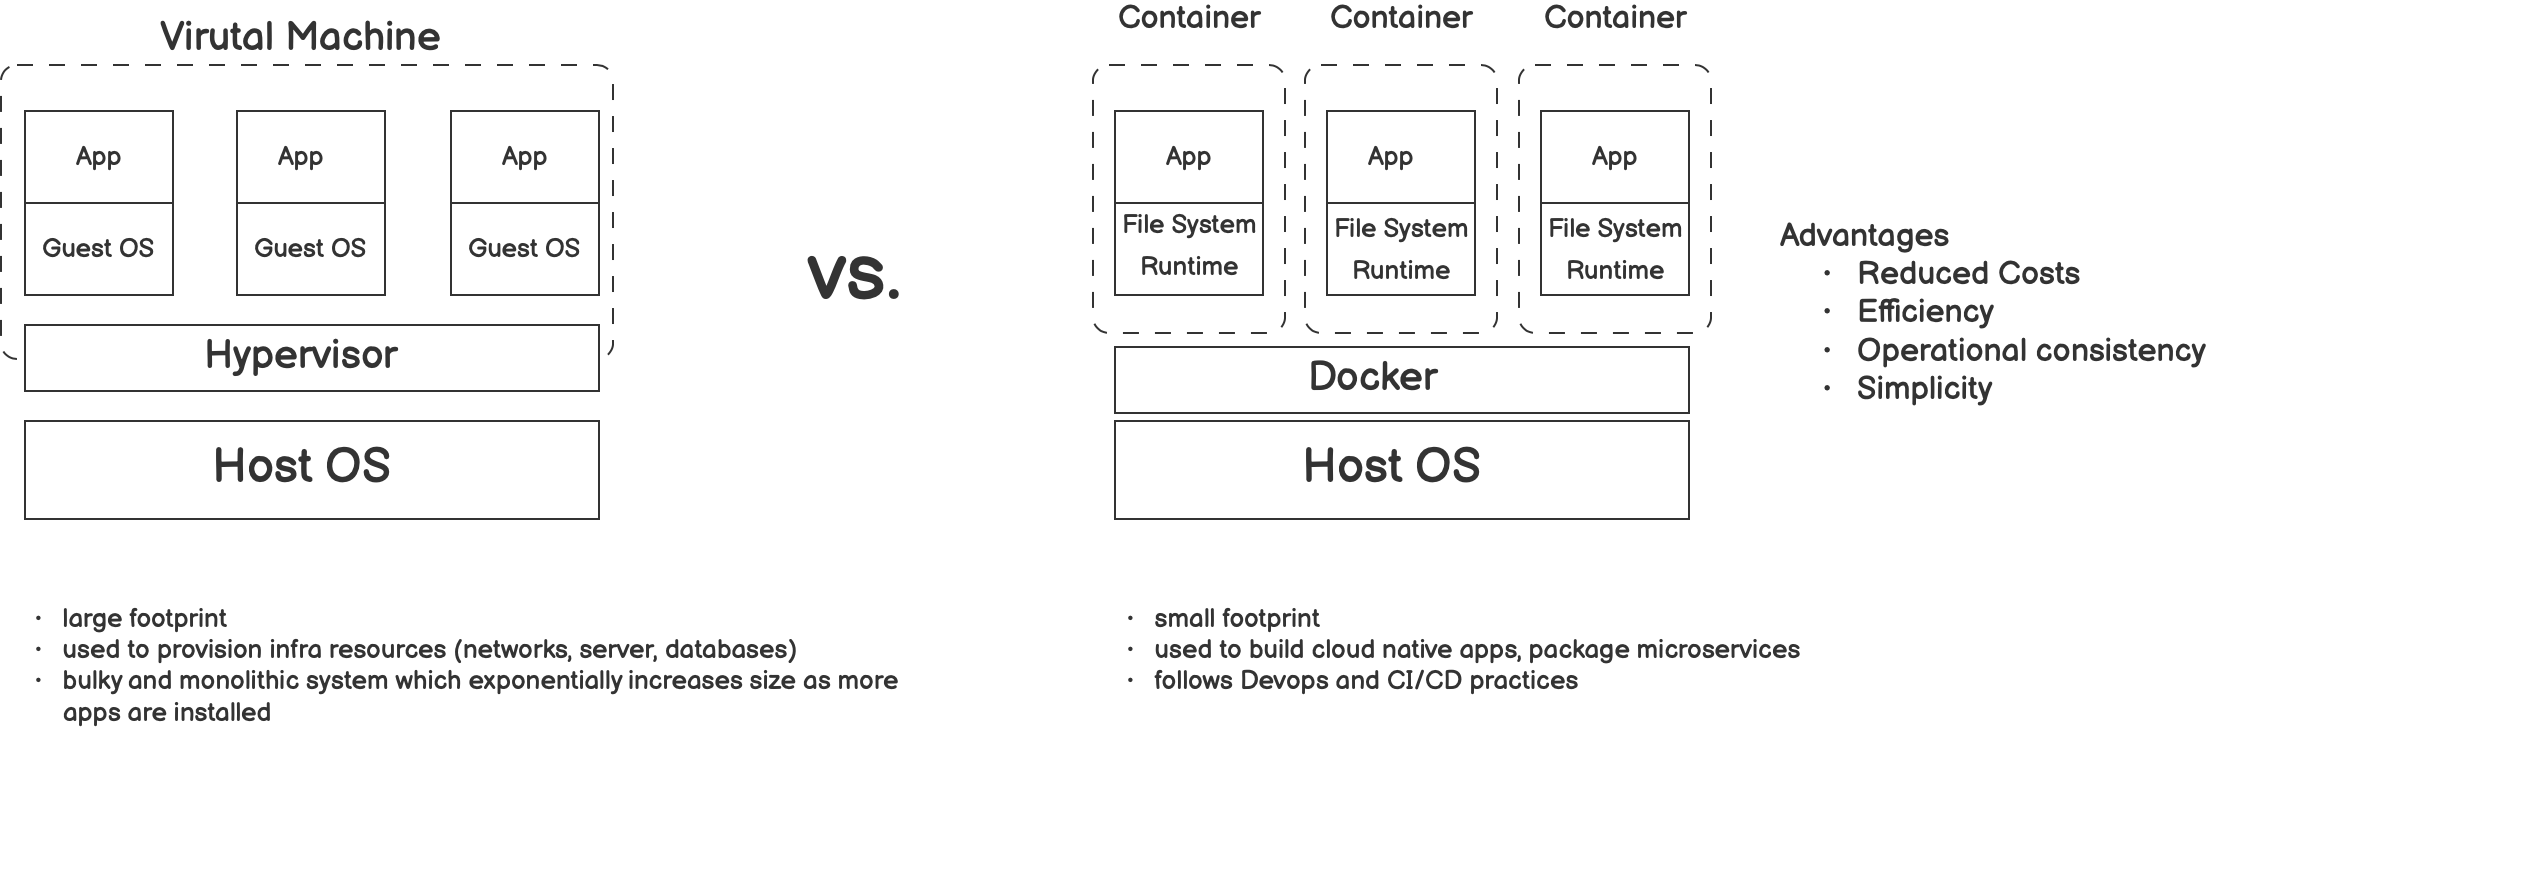 Virutal Machine
App
App
App
Guest OS
Guest OS
Guest OS
Hypervisor
Host OS
vs.
Container
Container
Container
App
App
App
File System
Runtime
File System
Runtime
File System
Runtime
Docker
Host OS
Advantages
• Reduced Costs
• Efficiency
• Operational consistency
• Simplicity
• large footprint
• used to provision infra resources (networks, server, databases)
• bulky and monolithic system which exponentially increases size as more
apps are installed
• small footprint
• used to build cloud native apps, package microservices
• follows Devops and CI/CD practices